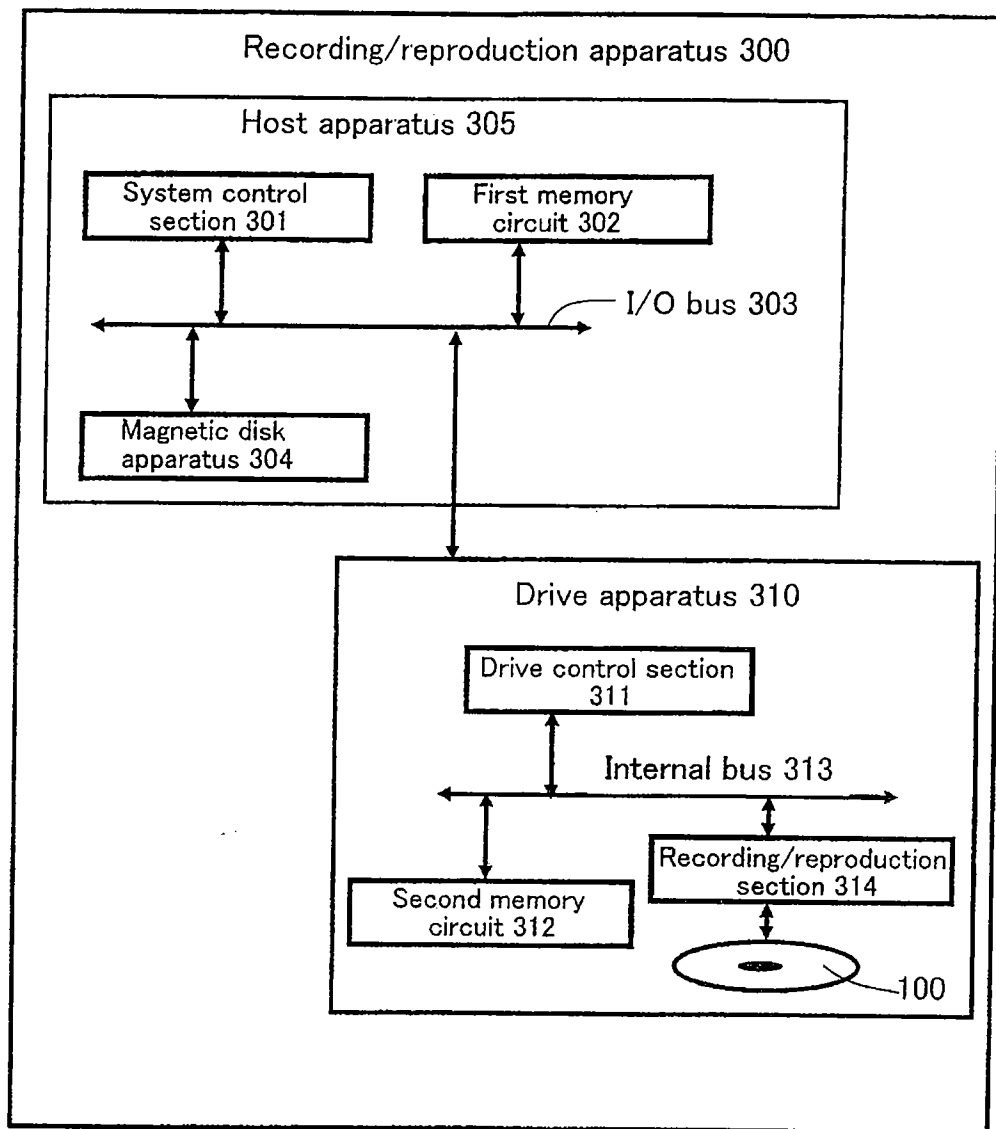 Recording/reproduction apparatus 300
Host apparatus 305
System control
section 301
First memory
circuit 302
I/O bus 303
Magnetic disk
apparatus 304
Drive apparatus 310
Drive control section
311
Internal bus 313
Recording/reproduction
section 314
Second memory
circuit 312
100